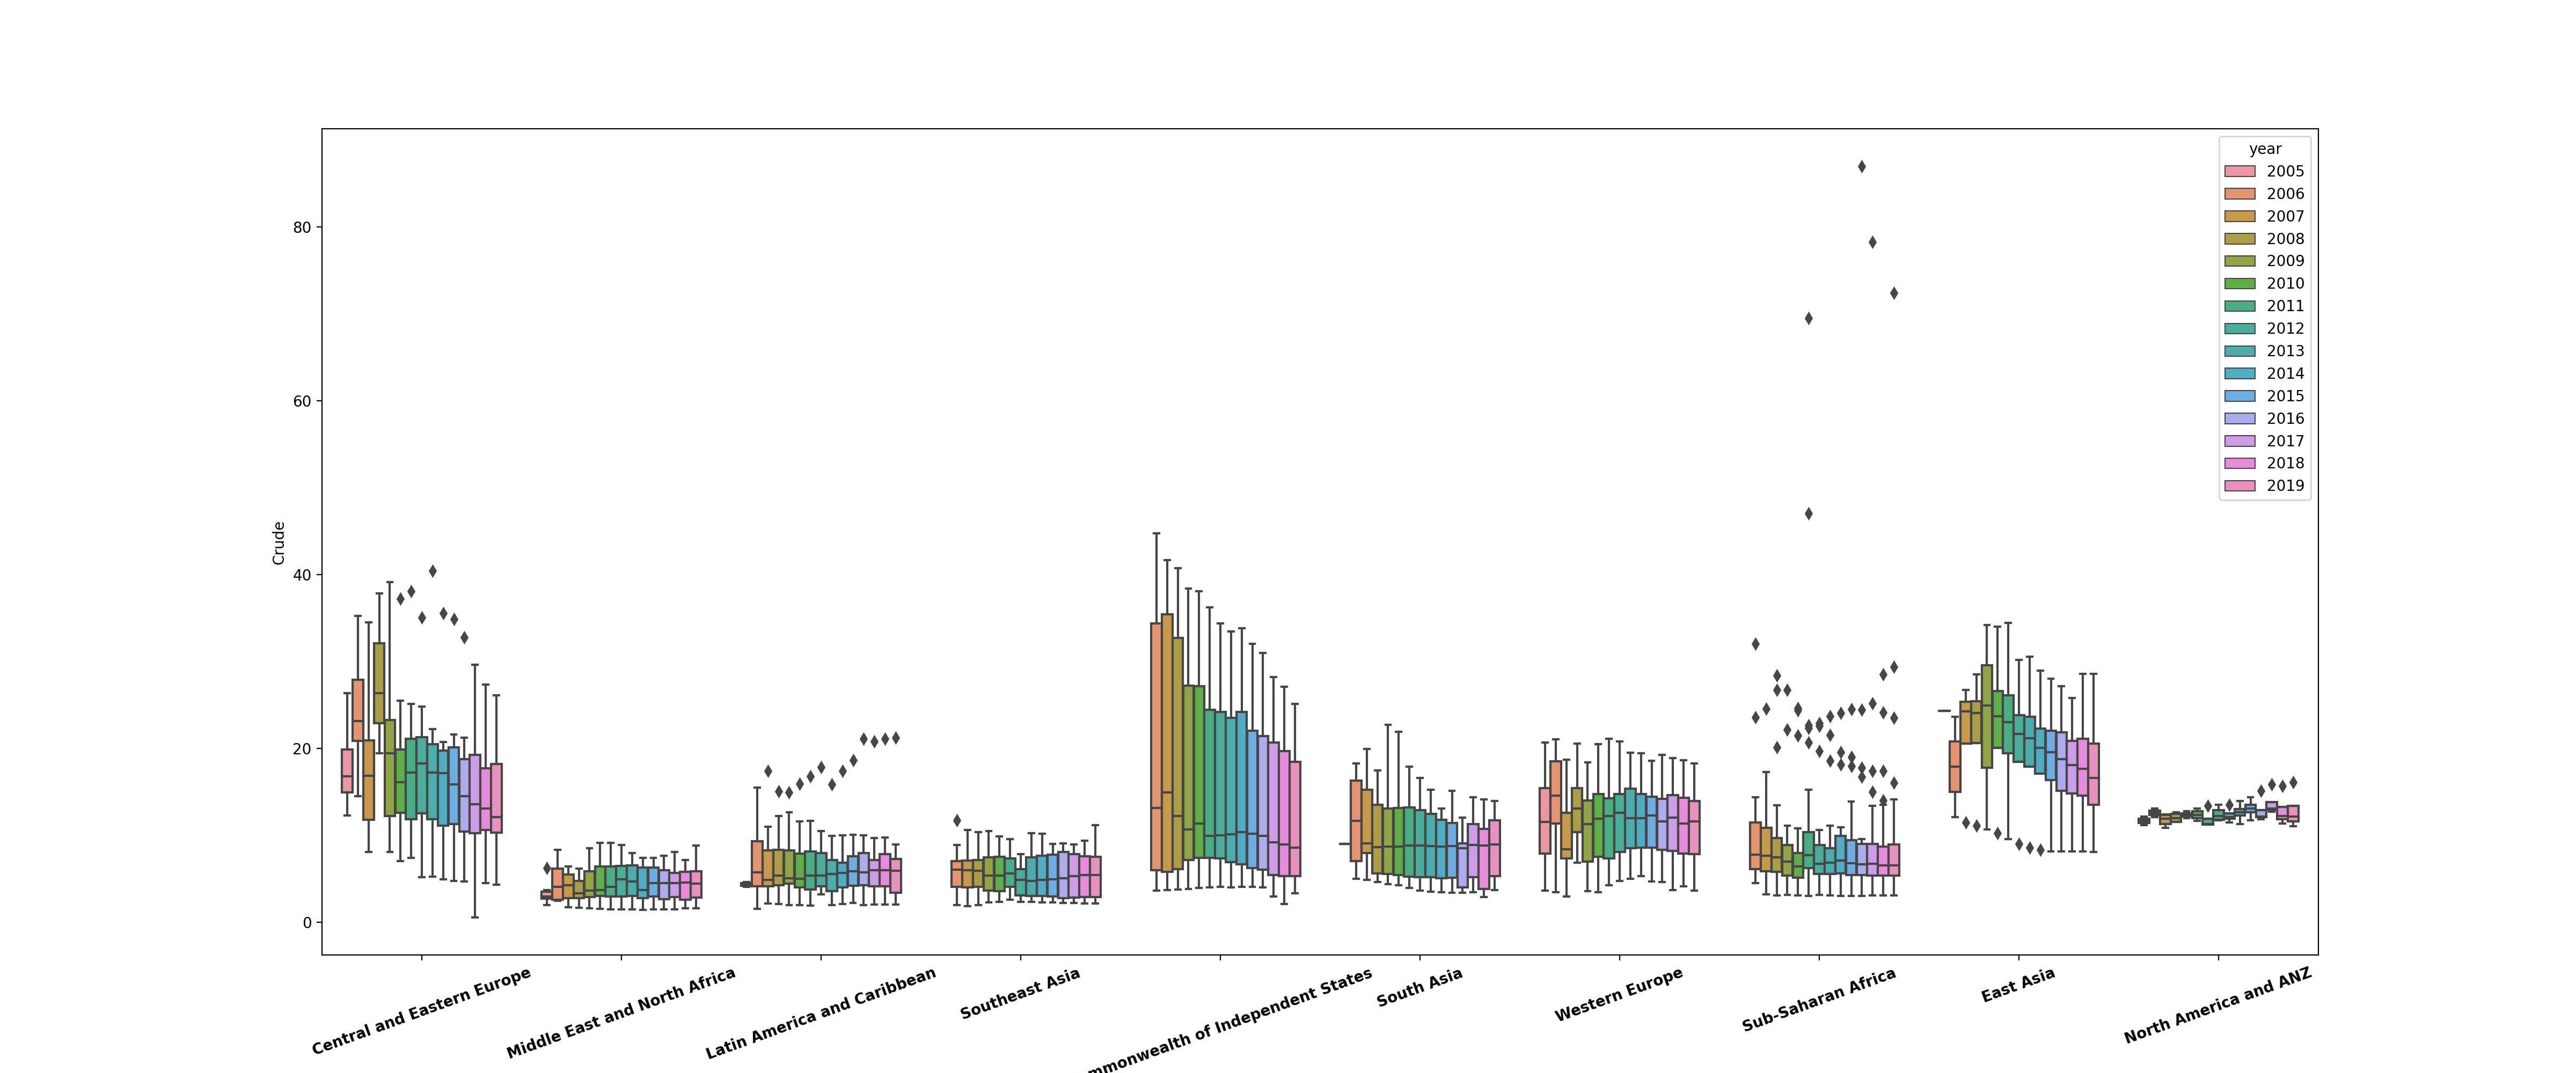 year
2005
2006
2007
2008
2009
2010
2011
2012
2013
2014
2015
2016
2017
2018
2019
80
60
40
20
0
Crude
Central and Eastern Europe
Middle East and North Africa
Latin America and Caribbean
Southeast Asia
of Independent States
South Asia
Western Europe
Sub-Saharan Africa
East Asia
North America and ANZ